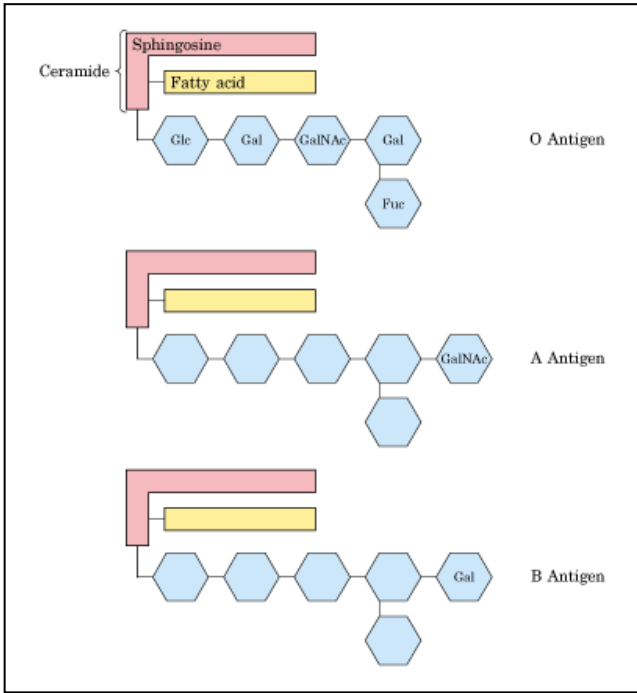 Sphingosine
Ceramide
Fatty acid
Glc Gal GalNAc Gal O Antigen
Fuc
GalNAc A Antigen
Gal B Antigen